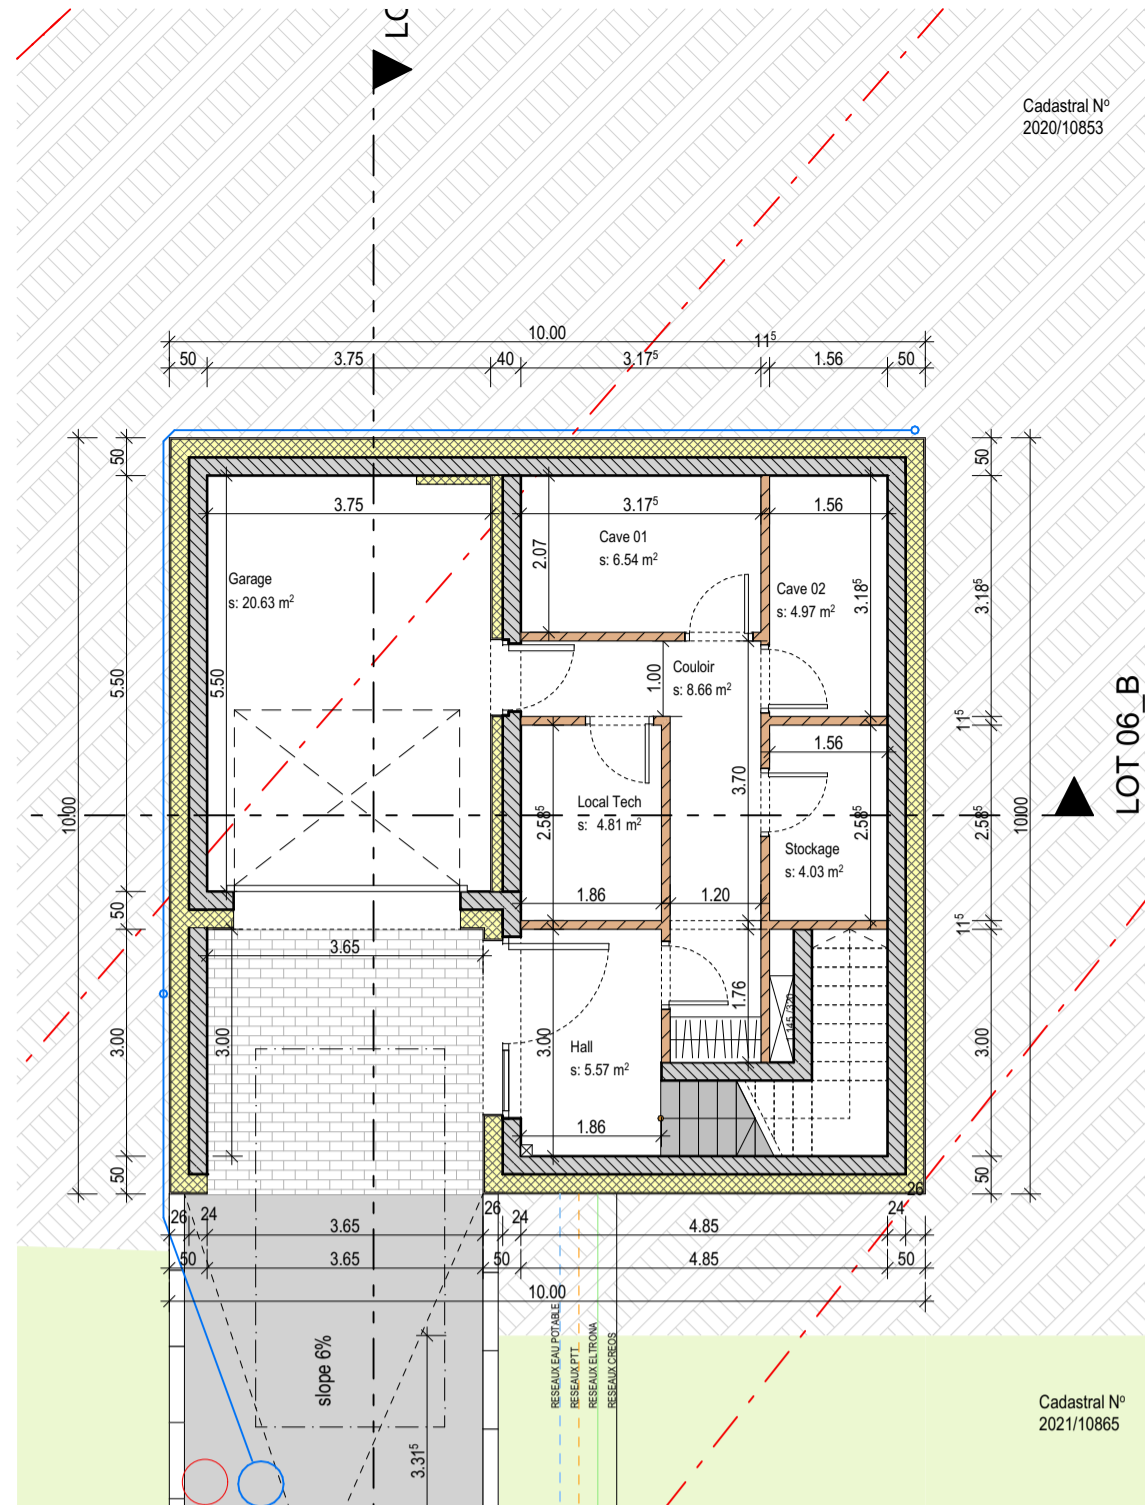 LO
Cadastral Nº
2020/10853
10.00
11⁵
50
3.75
40
3.17⁵
1.56
50
50
50
3.75
3.17⁵
1.56
2.07
Cave 01
s: 6.54 m²
Garage
s: 20.63 m²
Cave 02
s: 4.97 m²
3.18⁵
3.18⁵
5.50
5.50
1.00
Couloir
s: 8.66 m²
LOT 06_B
11⁵
1.56
3.70
10.00
2.58⁵
Local Tech
s: 4.81 m²
2.58⁵
2.58⁵
10.00
Stockage
s: 4.03 m²
1.86
1.20
50
11⁵
3.65
1.76
145 /320
3.00
3.00
3.00
3.00
Hall
s: 5.57 m²
1.86
50
50
26
26
24
3.65
26
24
4.85
24
50
3.65
50
4.85
50
10.00
slope 6%
3.31⁵
RESEAUX EAU POTABLE
RESEAUX PTT
RESEAUX ELTRONA
RESEAUX CREOS
Cadastral Nº
2021/10865